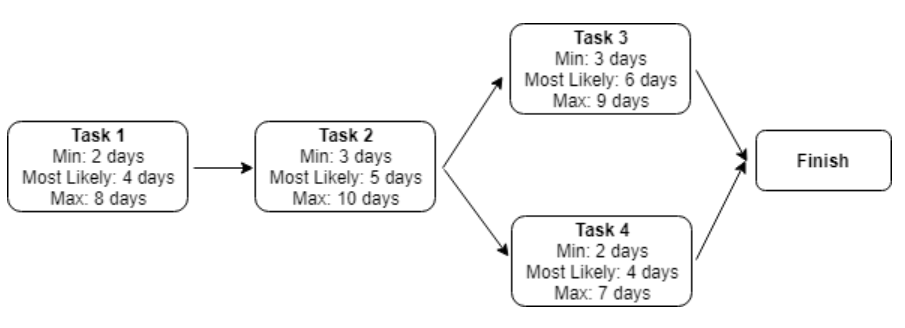 Task 1
Min: 2 days
Most Likely: 4 days
Max: 8 days
Task 2
Min: 3 days
Most Likely: 5 days
Max: 10 days
Task 3
Min: 3 days
Most Likely: 6 days
Max: 9 days
Task 4
Min: 2 days
Most Likely: 4 days
Max: 7 days
Finish